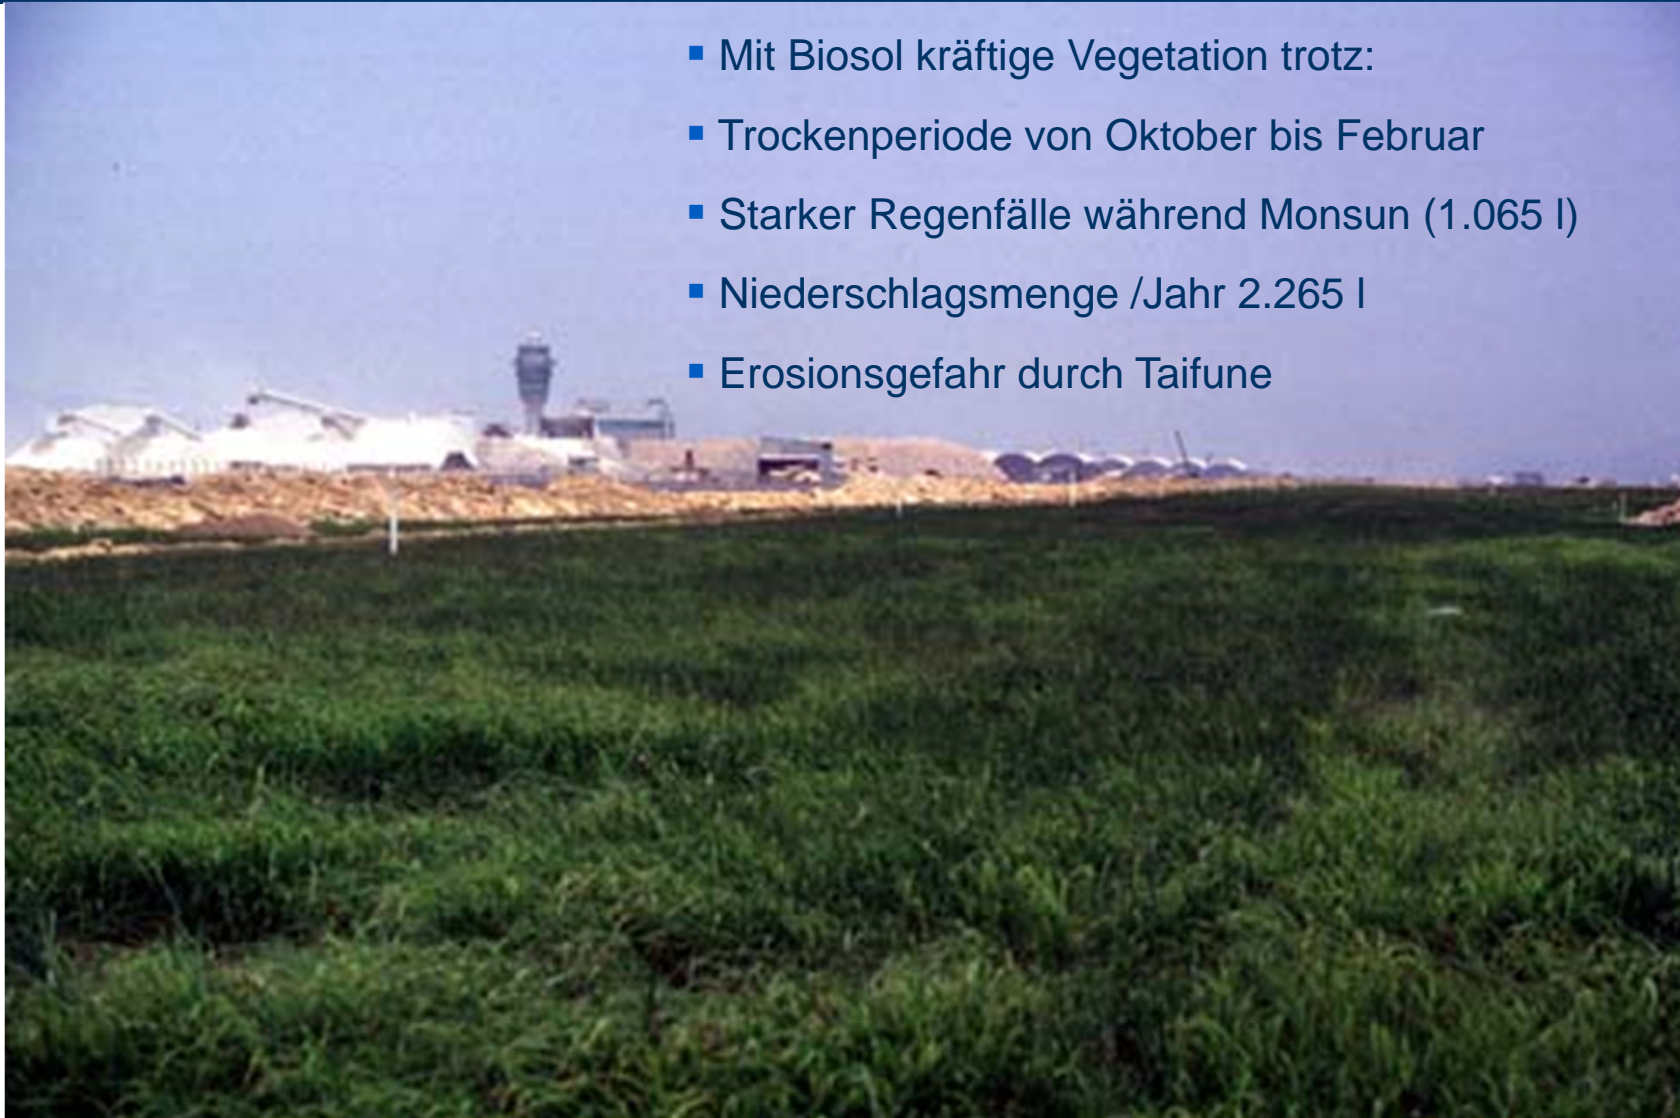 ▪ Mit Biosol kräftige Vegetation trotz:
▪ Trockenperiode von Oktober bis Februar
▪ Starker Regenfälle während Monsun (1.065 l)
▪ Niederschlagsmenge /Jahr 2.265 l
▪ Erosionsgefahr durch Taifune